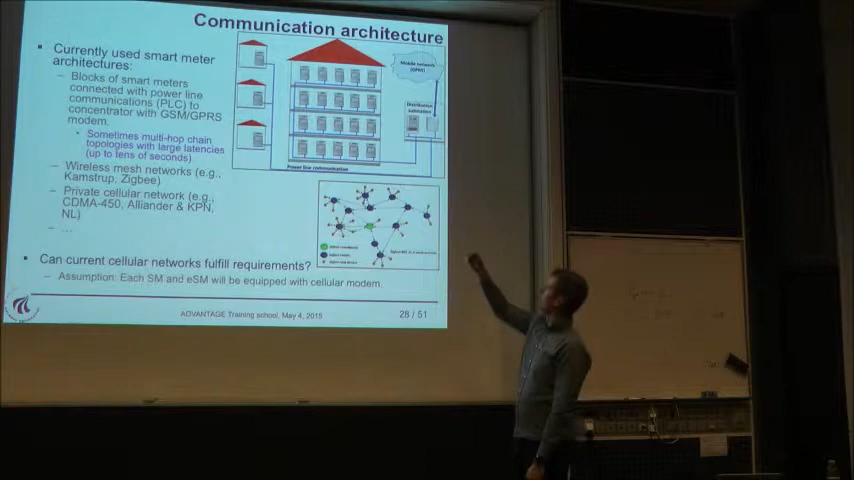 Communication architecture
Currently used smart meter
architectures:
– Blocks of smart meters
connected with power line
communications (PLC) to
concentrator with GSM/GPRS
modem.
Sometimes multi-hop chain
topologies with large latencies
(up to tens of seconds)
– Wireless mesh networks (e.g.,
Kamstrup, Zigbee)
– Private cellular network (e.g.,
CDMA-450, Alliander & KPN,
NL)
– ...
Mobile network
(GPRS)
Distribution
substation
Power line communication
Can current cellular networks fulfill requirements?
– Assumption: Each SM and eSM will be equipped with cellular modem.
ADVANTAGE Training school, May 4, 2015
28 / 51